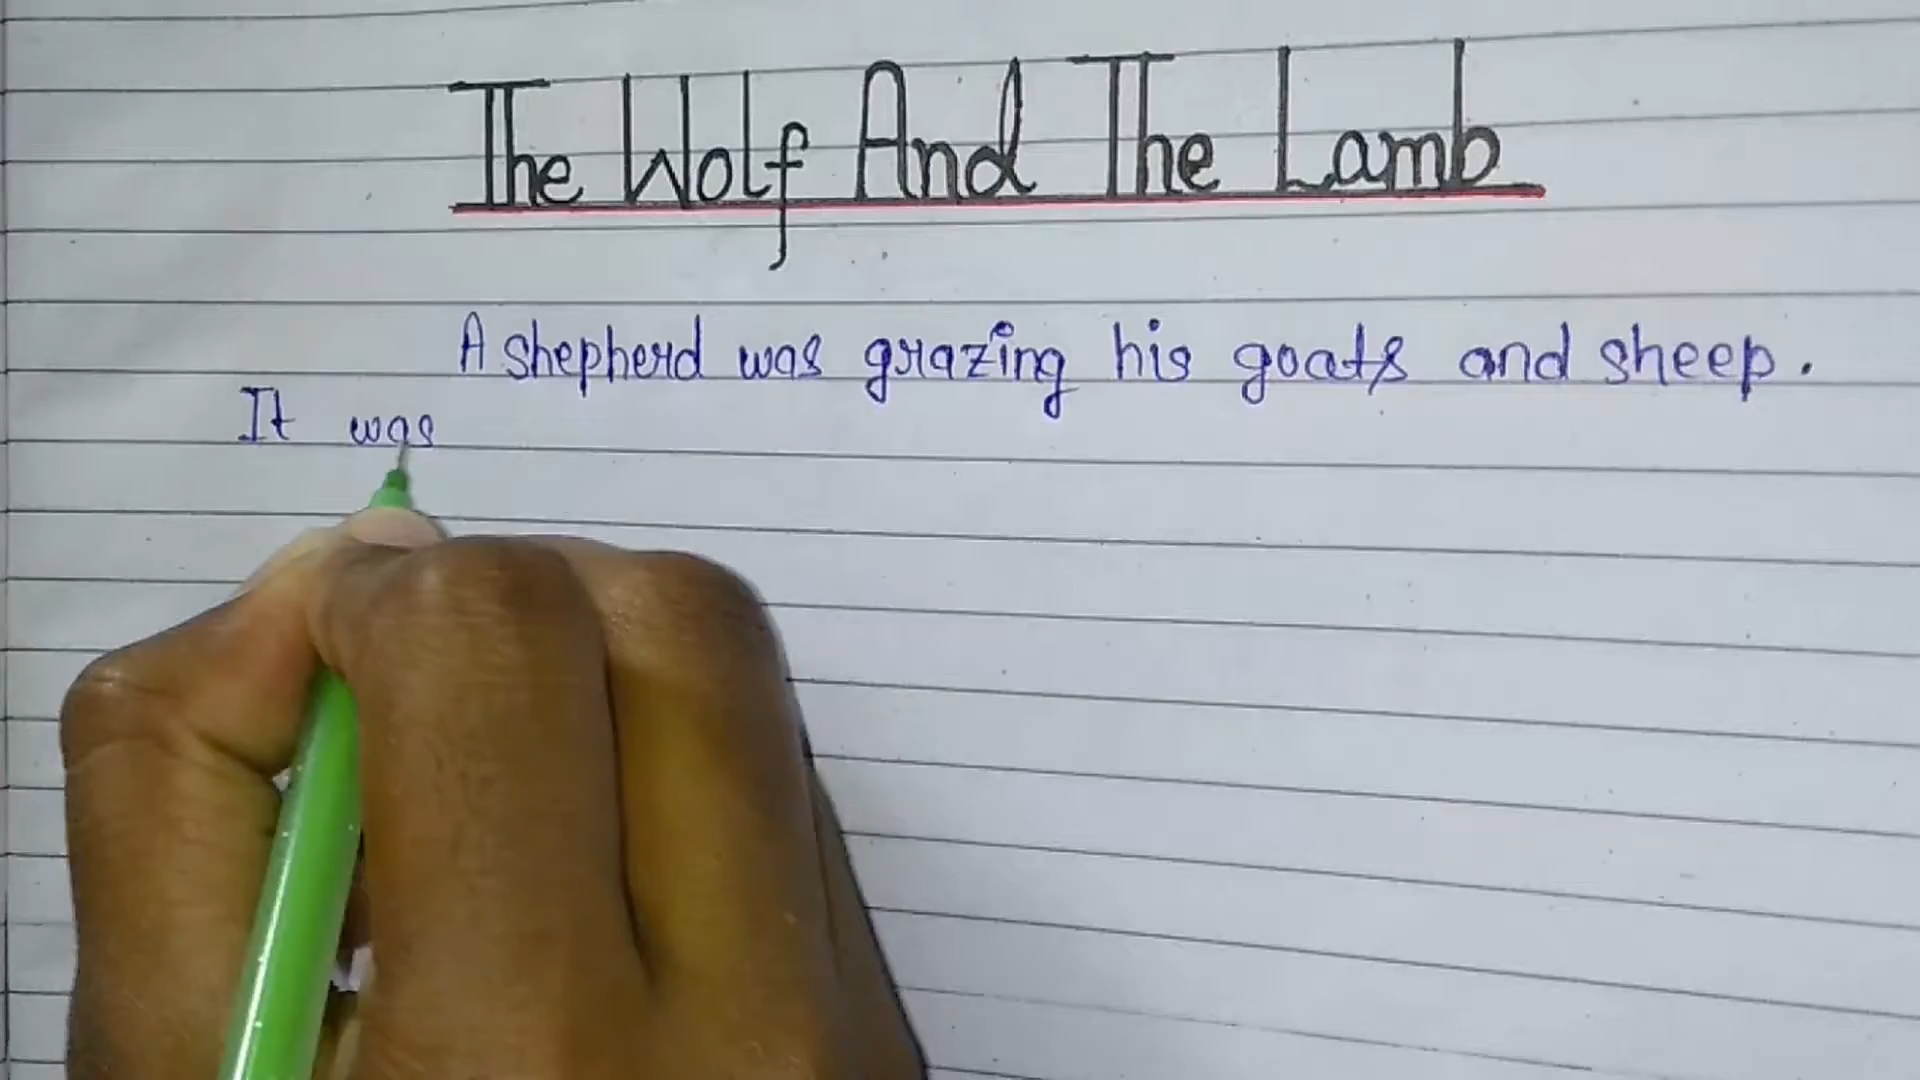 The Wolf And The Lamb
A shepherd was grazing his goats and sheep.
It was